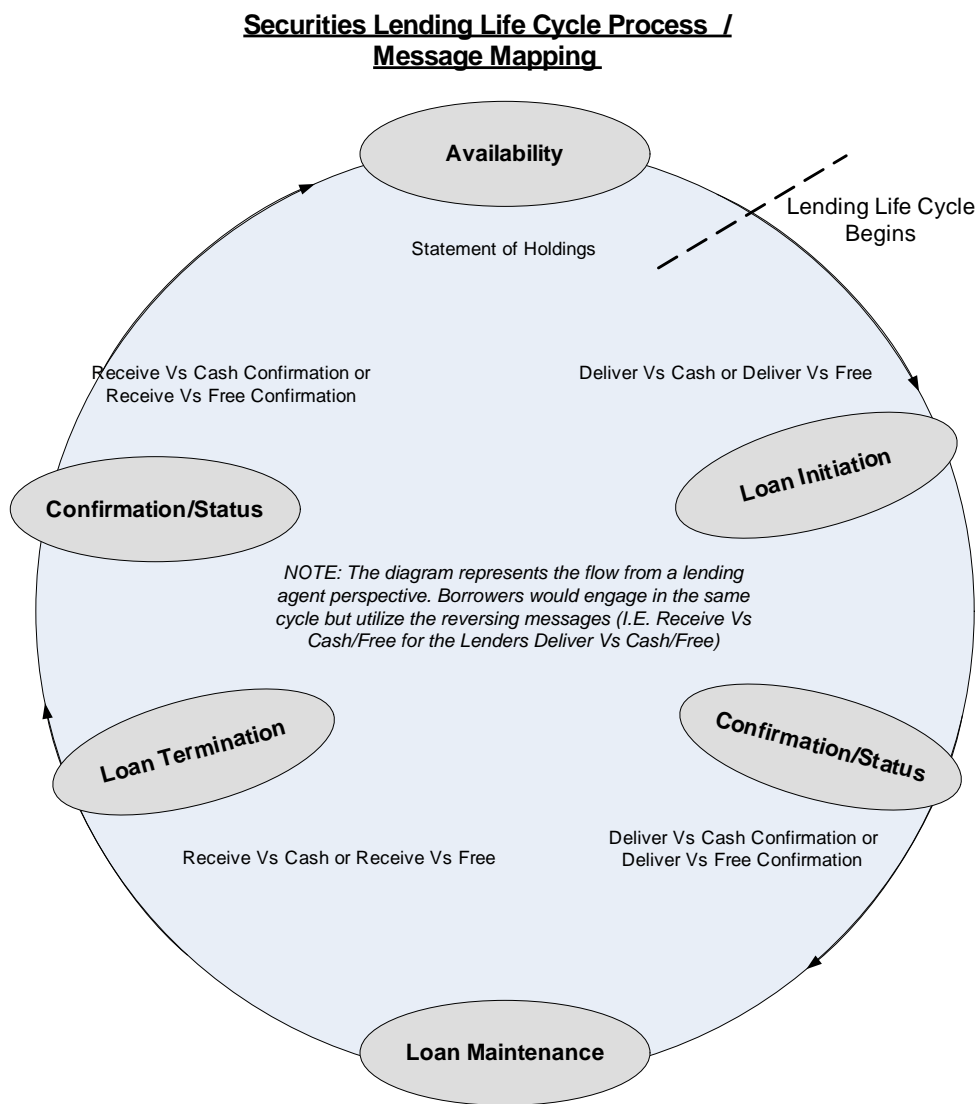 Securities Lending Life Cycle Process /
Message Mapping
Availability
Lending Life Cycle
Begins
Statement of Holdings
Receive Vs Cash Confirmation or
Receive Vs Free Confirmation
Deliver Vs Cash or Deliver Vs Free
Loan Initiation
Confirmation/Status
NOTE: The diagram represents the flow from a lending
agent perspective. Borrowers would engage in the same
cycle but utilize the reversing messages (I.E. Receive Vs
Cash/Free for the Lenders Deliver Vs Cash/Free)
Loan Termination
Confirmation/Status
Receive Vs Cash or Receive Vs Free
Deliver Vs Cash Confirmation or
Deliver Vs Free Confirmation
Loan Maintenance